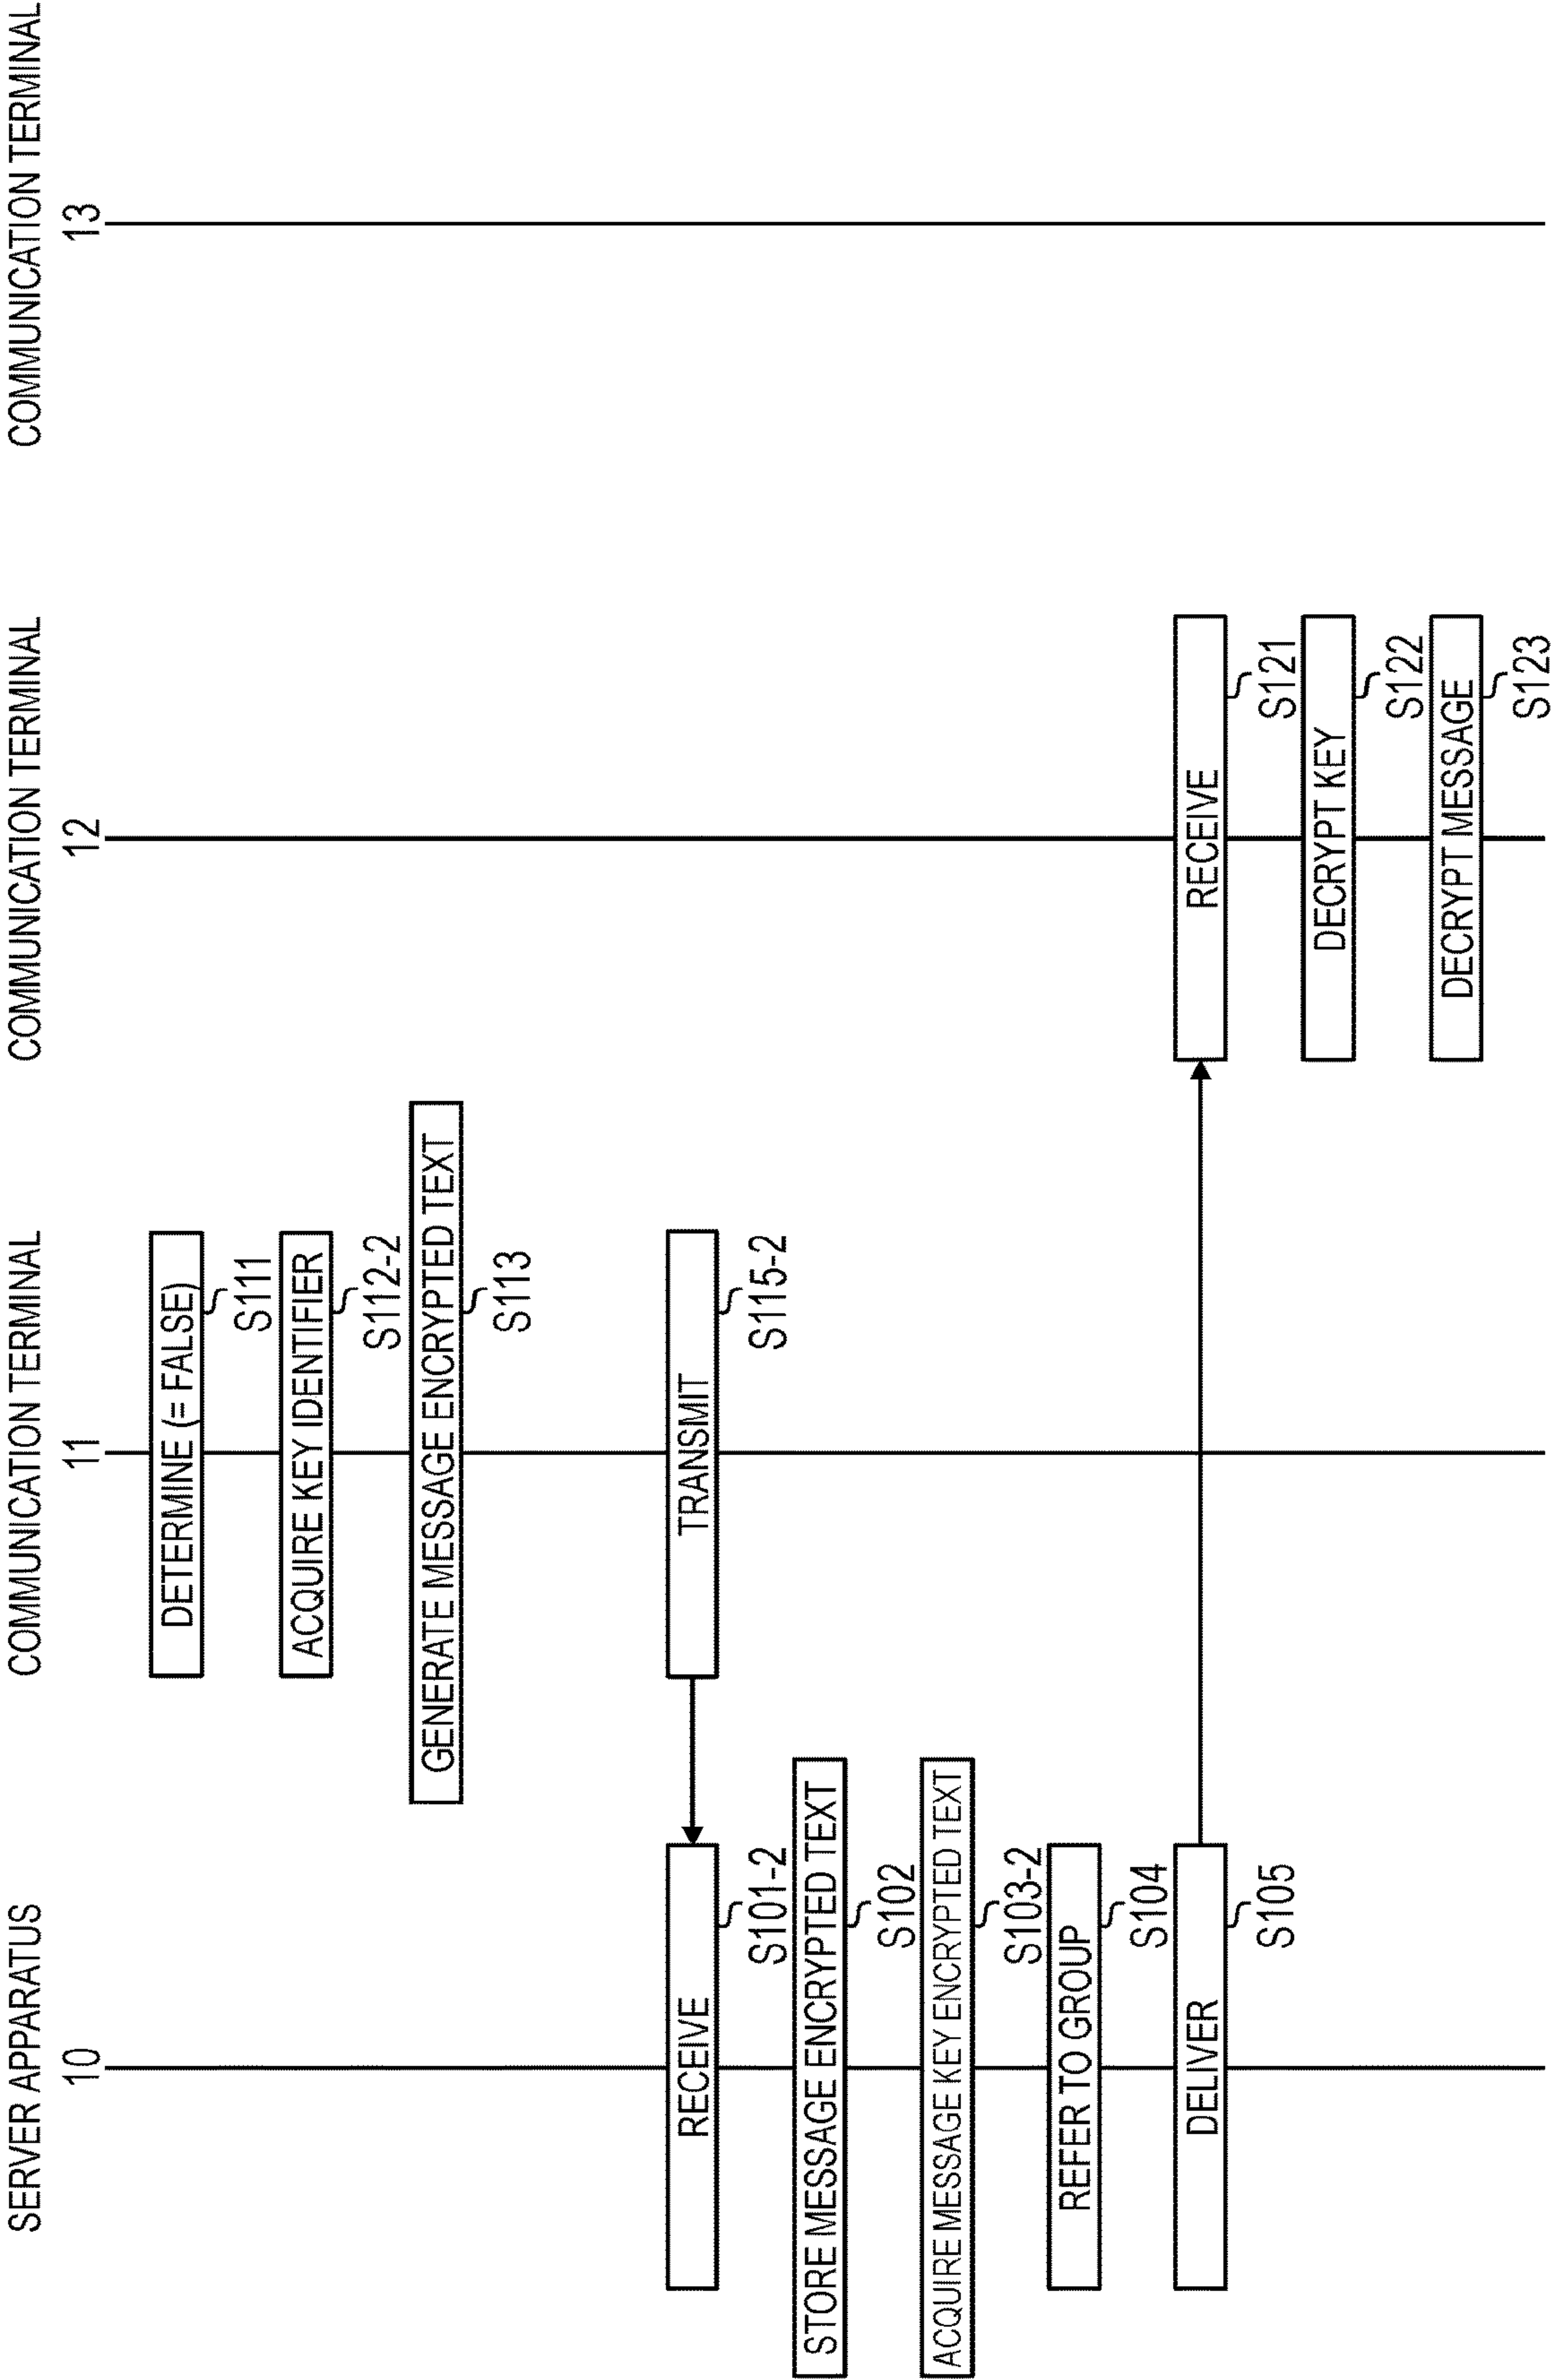 SERVER APPARATUS
10
COMMUNICATION TERMINAL
11
COMMUNICATION TERMINAL
12
COMMUNICATION TERMINAL
13
DETERMINE (= FALSE)
S111
ACQUIRE KEY IDENTIFIER
S112-2
GENERATE MESSAGE ENCRYPTED TEXT
S113
RECEIVE
S101-2
TRANSMIT
S115-2
STORE MESSAGE ENCRYPTED TEXT
S102
ACQUIRE MESSAGE KEY ENCRYPTED TEXT
S103-2
REFER TO GROUP
S104
DELIVER
S105
RECEIVE
S121
DECRYPT KEY
S122
DECRYPT MESSAGE
S123